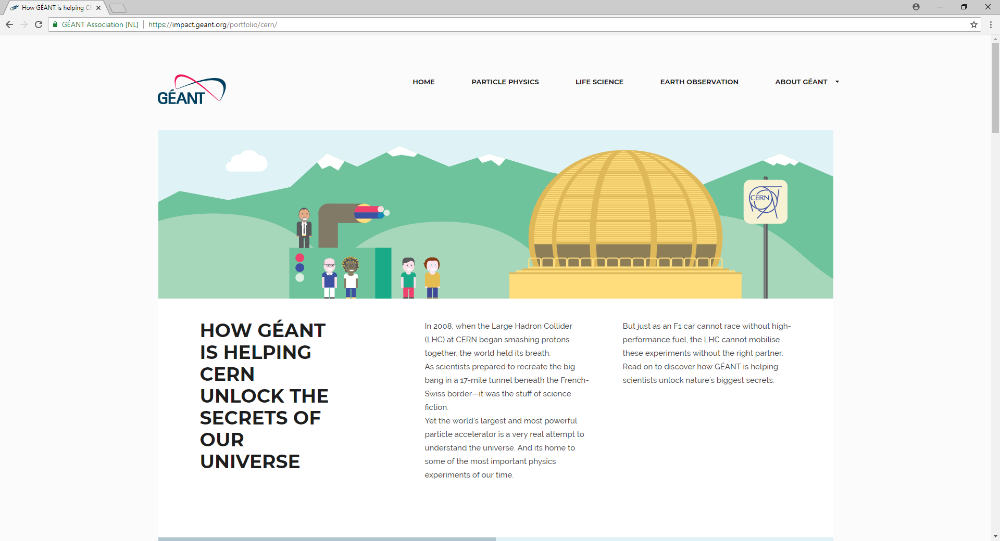 How GÉANT is helping CE
GÉANT Association [NL]
https://impact.geant.org/portfolio/cern/
GÉANT
HOME
PARTICLE PHYSICS
LIFE SCIENCE
EARTH OBSERVATION
ABOUT GÉANT
CERN
HOW GÉANT
IS HELPING
CERN
UNLOCK THE
SECRETS OF
OUR
UNIVERSE
In 2008, when the Large Hadron Collider
(LHC) at CERN began smashing protons
together, the world held its breath.
As scientists prepared to recreate the big
bang in a 17-mile tunnel beneath the French-
Swiss border—it was the stuff of science
fiction.
Yet the world's largest and most powerful
particle accelerator is a very real attempt to
understand the universe. And its home to
some of the most important physics
experiments of our time.
But just as an F1 car cannot race without high-
performance fuel, the LHC cannot mobilise
these experiments without the right partner.
Read on to discover how GÉANT is helping
scientists unlock nature's biggest secrets.